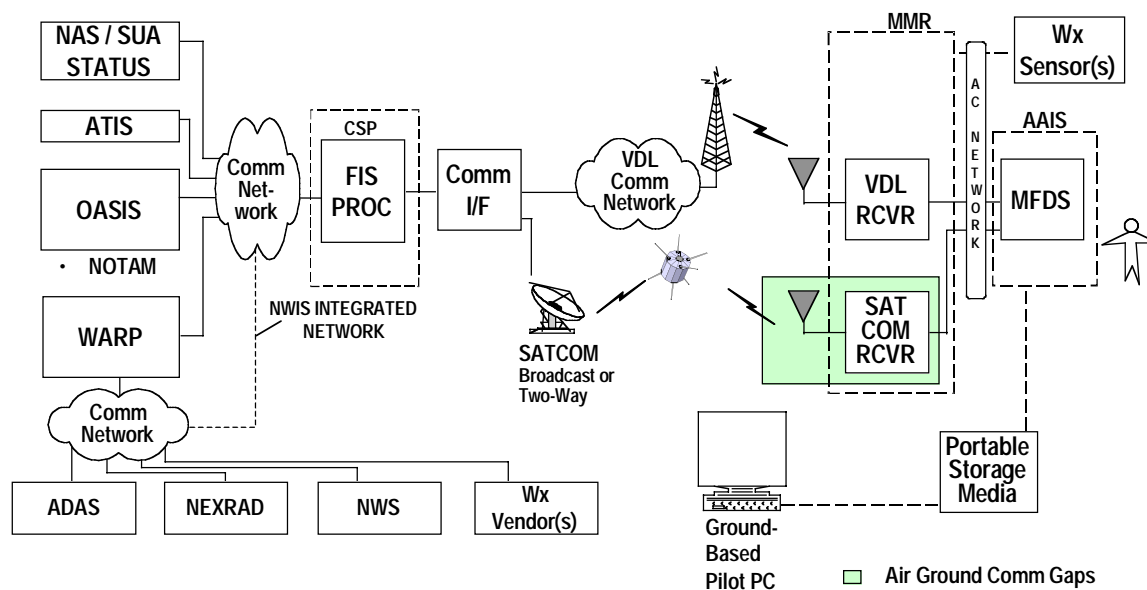 NAS / SUA
STATUS
ATIS
OASIS
• NOTAM
WARP
Comm
Network
ADAS
NEXRAD
NWS
Wx
Vendor(s)
Comm
Net-
work
NWIS INTEGRATED
NETWORK
CSP
FIS
PROC
Comm
I/F
SATCOM
Broadcast or
Two-Way
VDL
Comm
Network
MMR
VDL
RCVR
SAT
COM
RCVR
AC NETWORK
Wx
Sensor(s)
AAIS
MFDS
Portable
Storage
Media
Ground-
Based
Pilot PC
Air Ground Comm Gaps